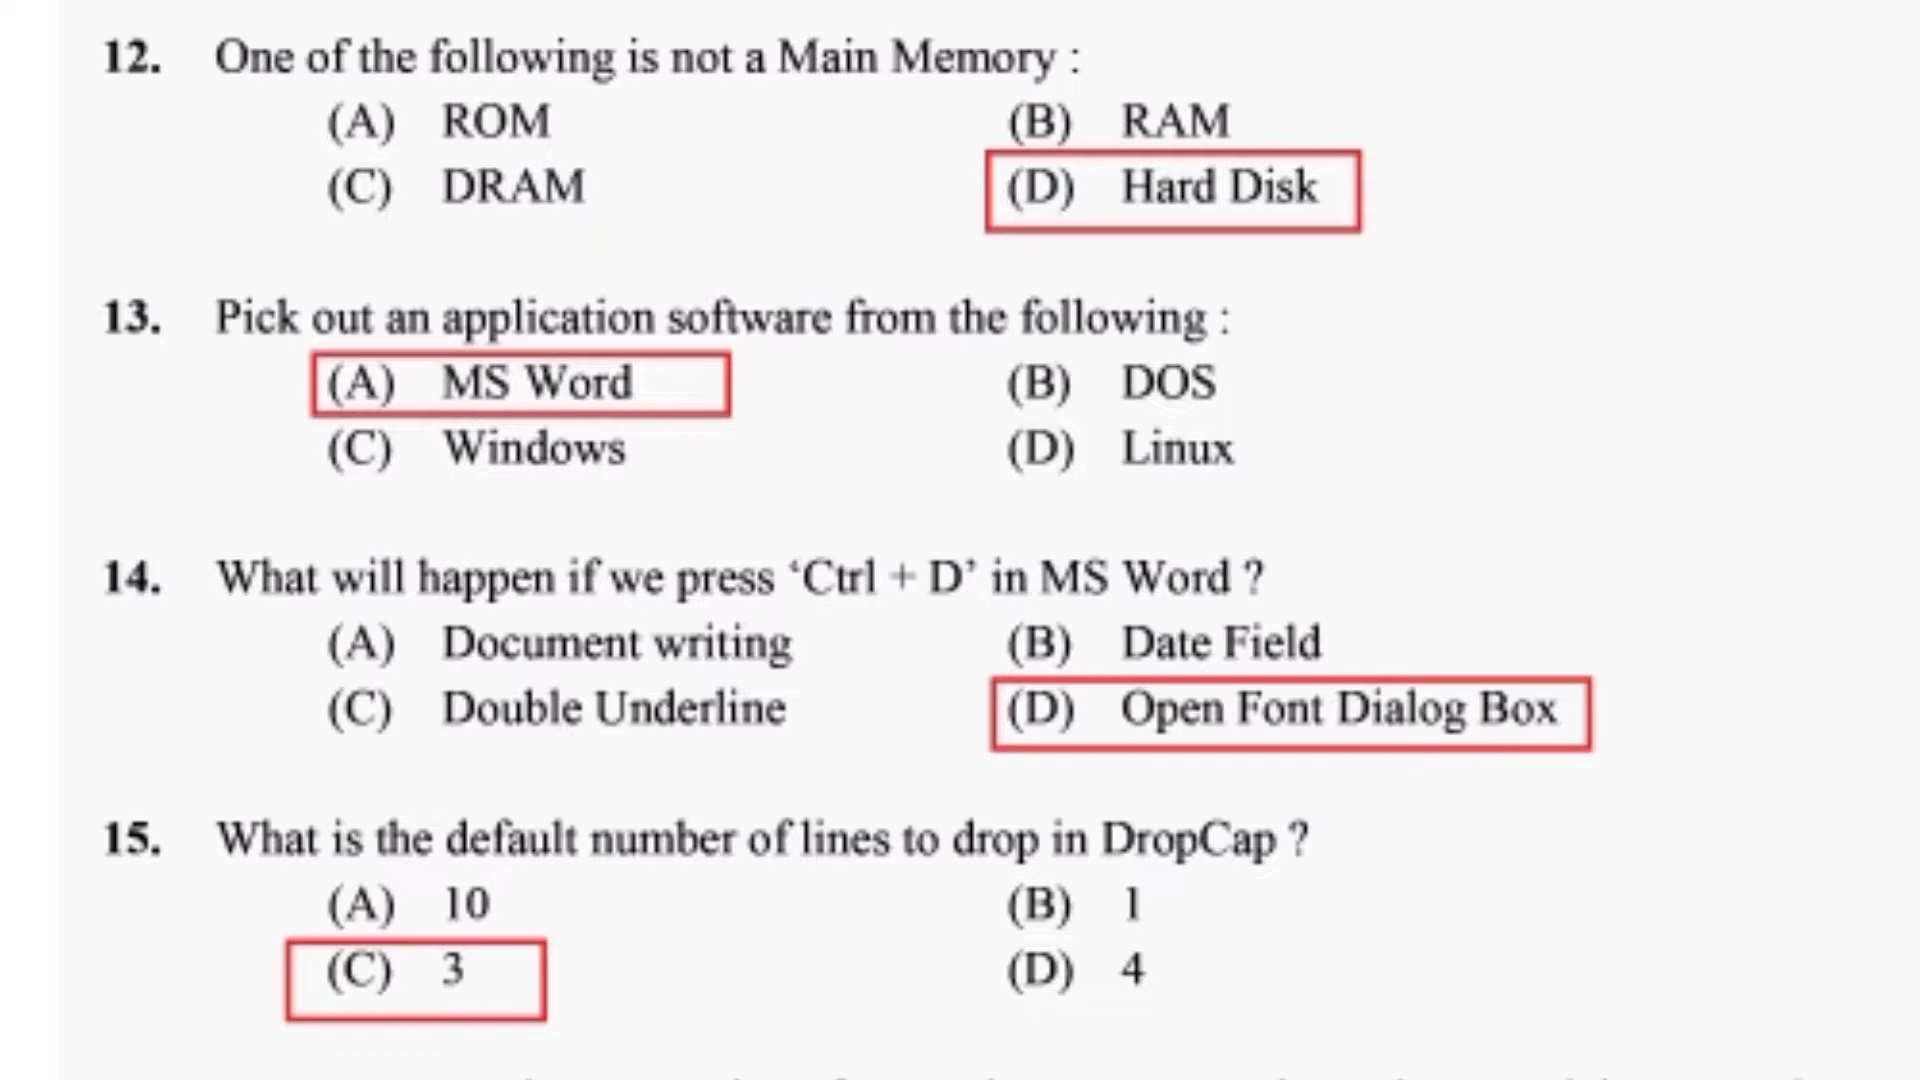 12. One of the following is not a Main Memory :
(A) ROM (B) RAM
(C) DRAM (D) Hard Disk
13. Pick out an application software from the following :
(A) MS Word (B) DOS
(C) Windows (D) Linux
14. What will happen if we press ‘Ctrl + D’ in MS Word ?
(A) Document writing (B) Date Field
(C) Double Underline (D) Open Font Dialog Box
15. What is the default number of lines to drop in DropCap ?
(A) 10 (B) 1
(C) 3 (D) 4